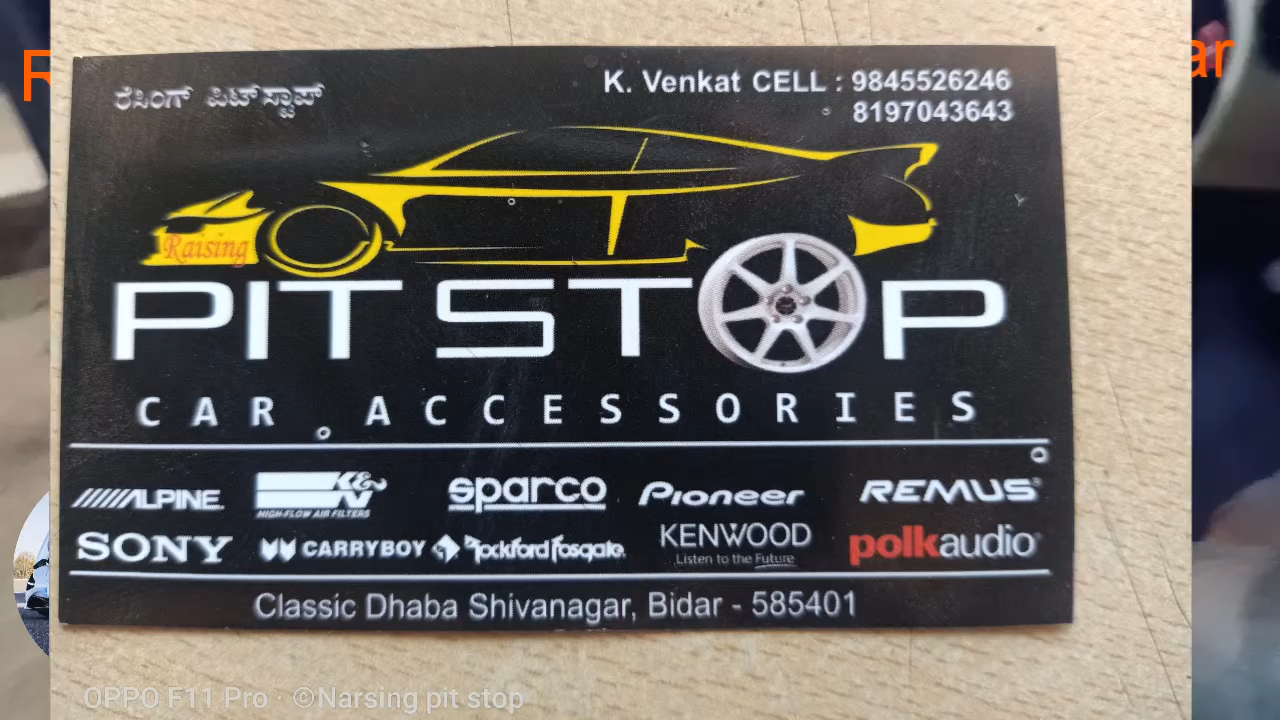 R
ar
ರೆಸಿಂಗ್ ಪಿಟ್‌ಸ್ಟಾಪ್
K. Venkat CELL : 9845526246
8197043643
Raising
PIT STOP
CAR ACCESSORIES
ALPINE
K&N
HIGH-FLOW AIR FILTERS
sparco
Pioneer
REMUS
SONY
CARRYBOY
Rockford Fosgate
KENWOOD
Listen to the Future
polkaudio
Classic Dhaba Shivanagar, Bidar - 585401
OPPO F11 Pro · ©Narsing pit stop